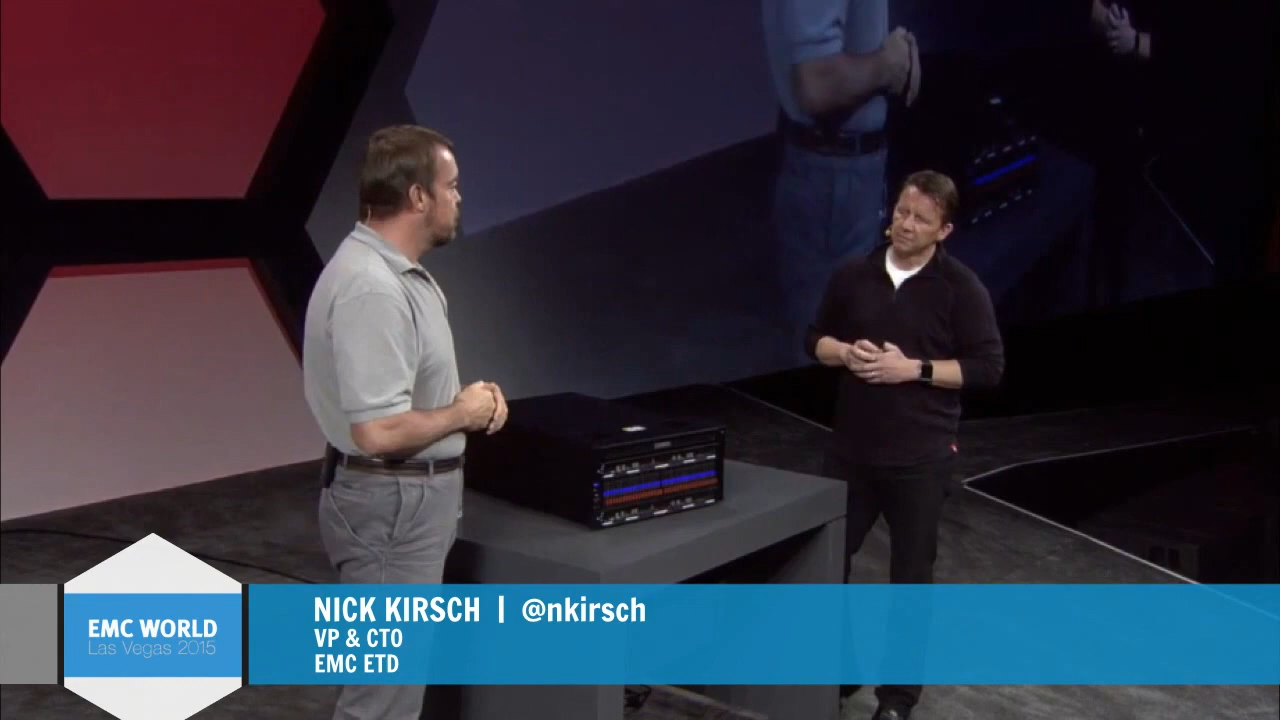 NICK KIRSCH | @nkirsch
VP & CTO
EMC ETD
EMC WORLD
Las Vegas 2015